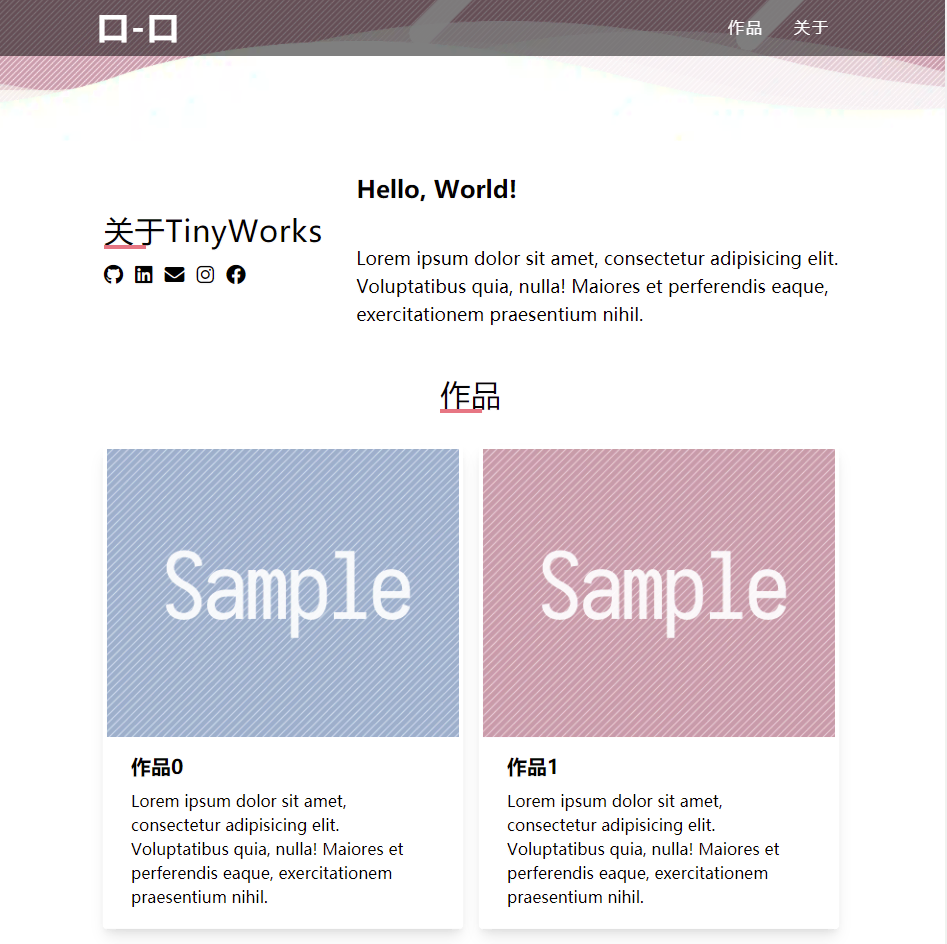 口-口
作品 关于
关于TinyWorks
Hello, World!
Lorem ipsum dolor sit amet, consectetur adipisicing elit.
Voluptatibus quia, nulla! Maiores et perferendis eaque,
exercitationem praesentium nihil.
作品
Sample
作品0
Lorem ipsum dolor sit amet,
consectetur adipisicing elit.
Voluptatibus quia, nulla! Maiores et
perferendis eaque, exercitationem
praesentium nihil.
Sample
作品1
Lorem ipsum dolor sit amet,
consectetur adipisicing elit.
Voluptatibus quia, nulla! Maiores et
perferendis eaque, exercitationem
praesentium nihil.